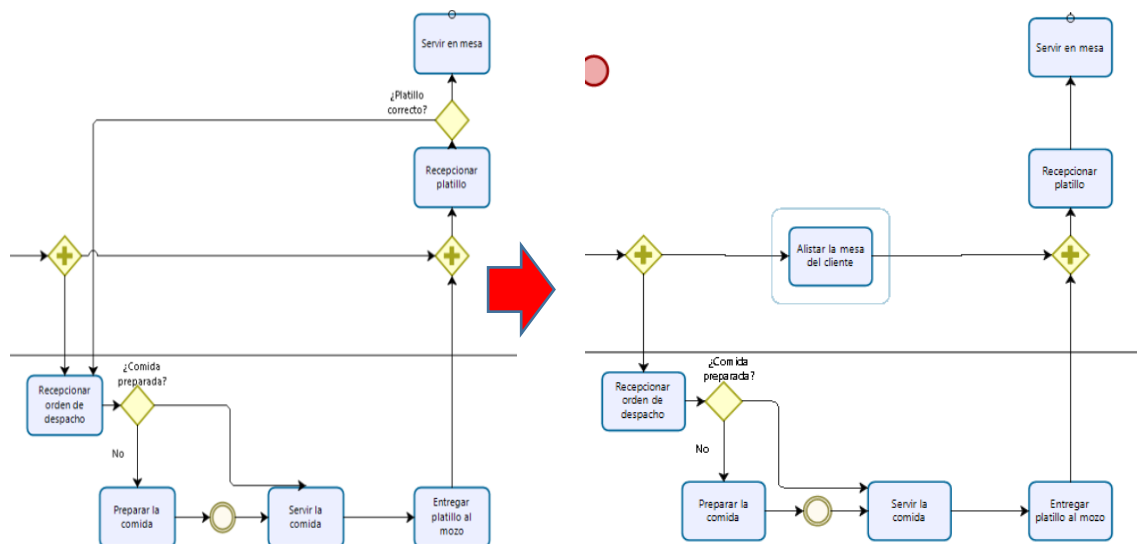 Servir en mesa
¿Platillo
correcto?
Recepcionar
platillo
¿Comida
preparada?
Recepcionar
orden de
despacho
No
Preparar la
comida
Servir la
comida
Entregar
platillo al
mozo
Servir en mesa
Recepcionar
platillo
Alistar la mesa
del cliente
¿Comida
preparada?
Recepcionar
orden de
despacho
No
Preparar la
comida
Servir la
comida
Entregar
platillo al mozo